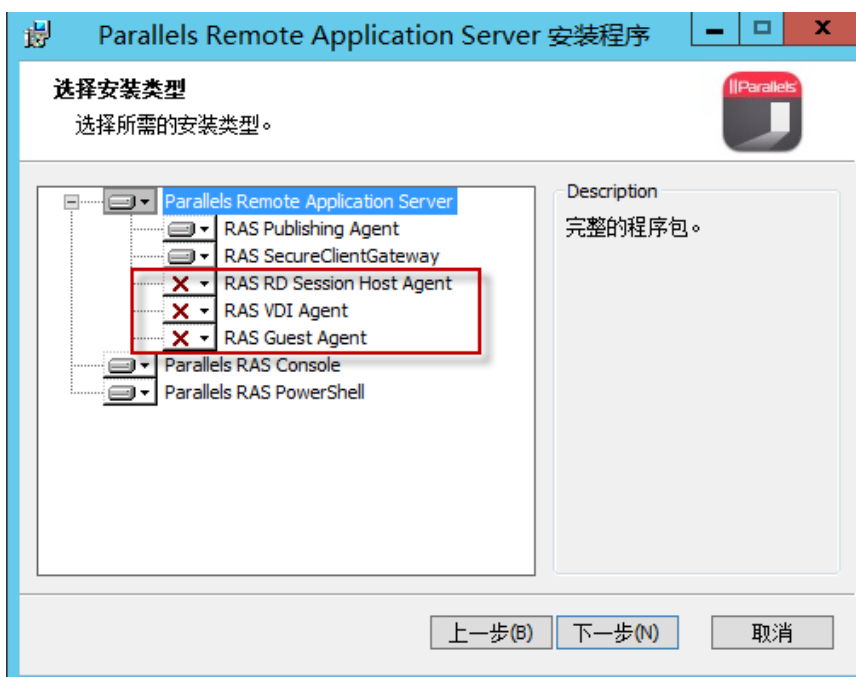 Parallels Remote Application Server 安装程序
选择安装类型
选择所需的安装类型。
||Parallels
Parallels Remote Application Server
RAS Publishing Agent
RAS SecureClientGateway
RAS RD Session Host Agent
RAS VDI Agent
RAS Guest Agent
Parallels RAS Console
Parallels RAS PowerShell
Description
完整的程序包。
上一步(B)
下一步(N)
取消